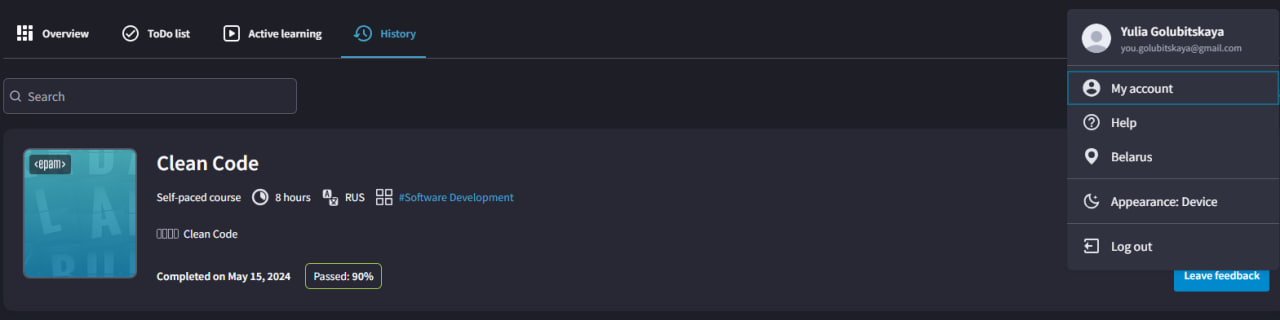 Overview
ToDo list
Active learning
History
Yulia Golubitskaya
you.golubitskaya@gmail.com
My account
Help
Belarus
Appearance: Device
Log out
Search
<epam>
Clean Code
Self-paced course
8 hours
RUS
#Software Development
Clean Code
Completed on May 15, 2024
Passed: 90%
Leave feedback